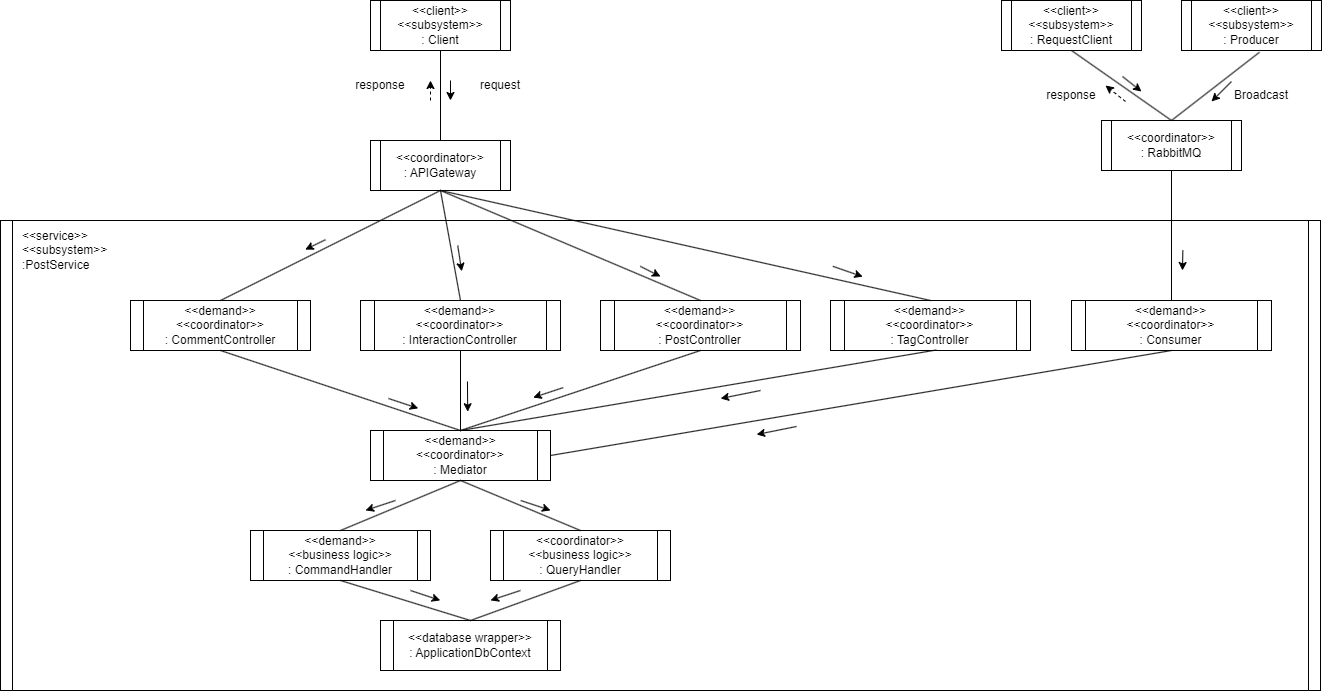 <<client>>
<<subsystem>>
: Client
<<client>>
<<subsystem>>
: RequestClient
<<client>>
<<subsystem>>
: Producer
response
request
response
Broadcast
<<coordinator>>
: APIGateway
<<coordinator>>
: RabbitMQ
<<service>>
<<subsystem>>
:PostService
<<demand>>
<<coordinator>>
: CommentController
<<demand>>
<<coordinator>>
: InteractionController
<<demand>>
<<coordinator>>
: PostController
<<demand>>
<<coordinator>>
: TagController
<<demand>>
<<coordinator>>
: Consumer
<<demand>>
<<coordinator>>
: Mediator
<<demand>>
<<business logic>>
: CommandHandler
<<coordinator>>
<<business logic>>
: QueryHandler
<<database wrapper>>
: ApplicationDbContext